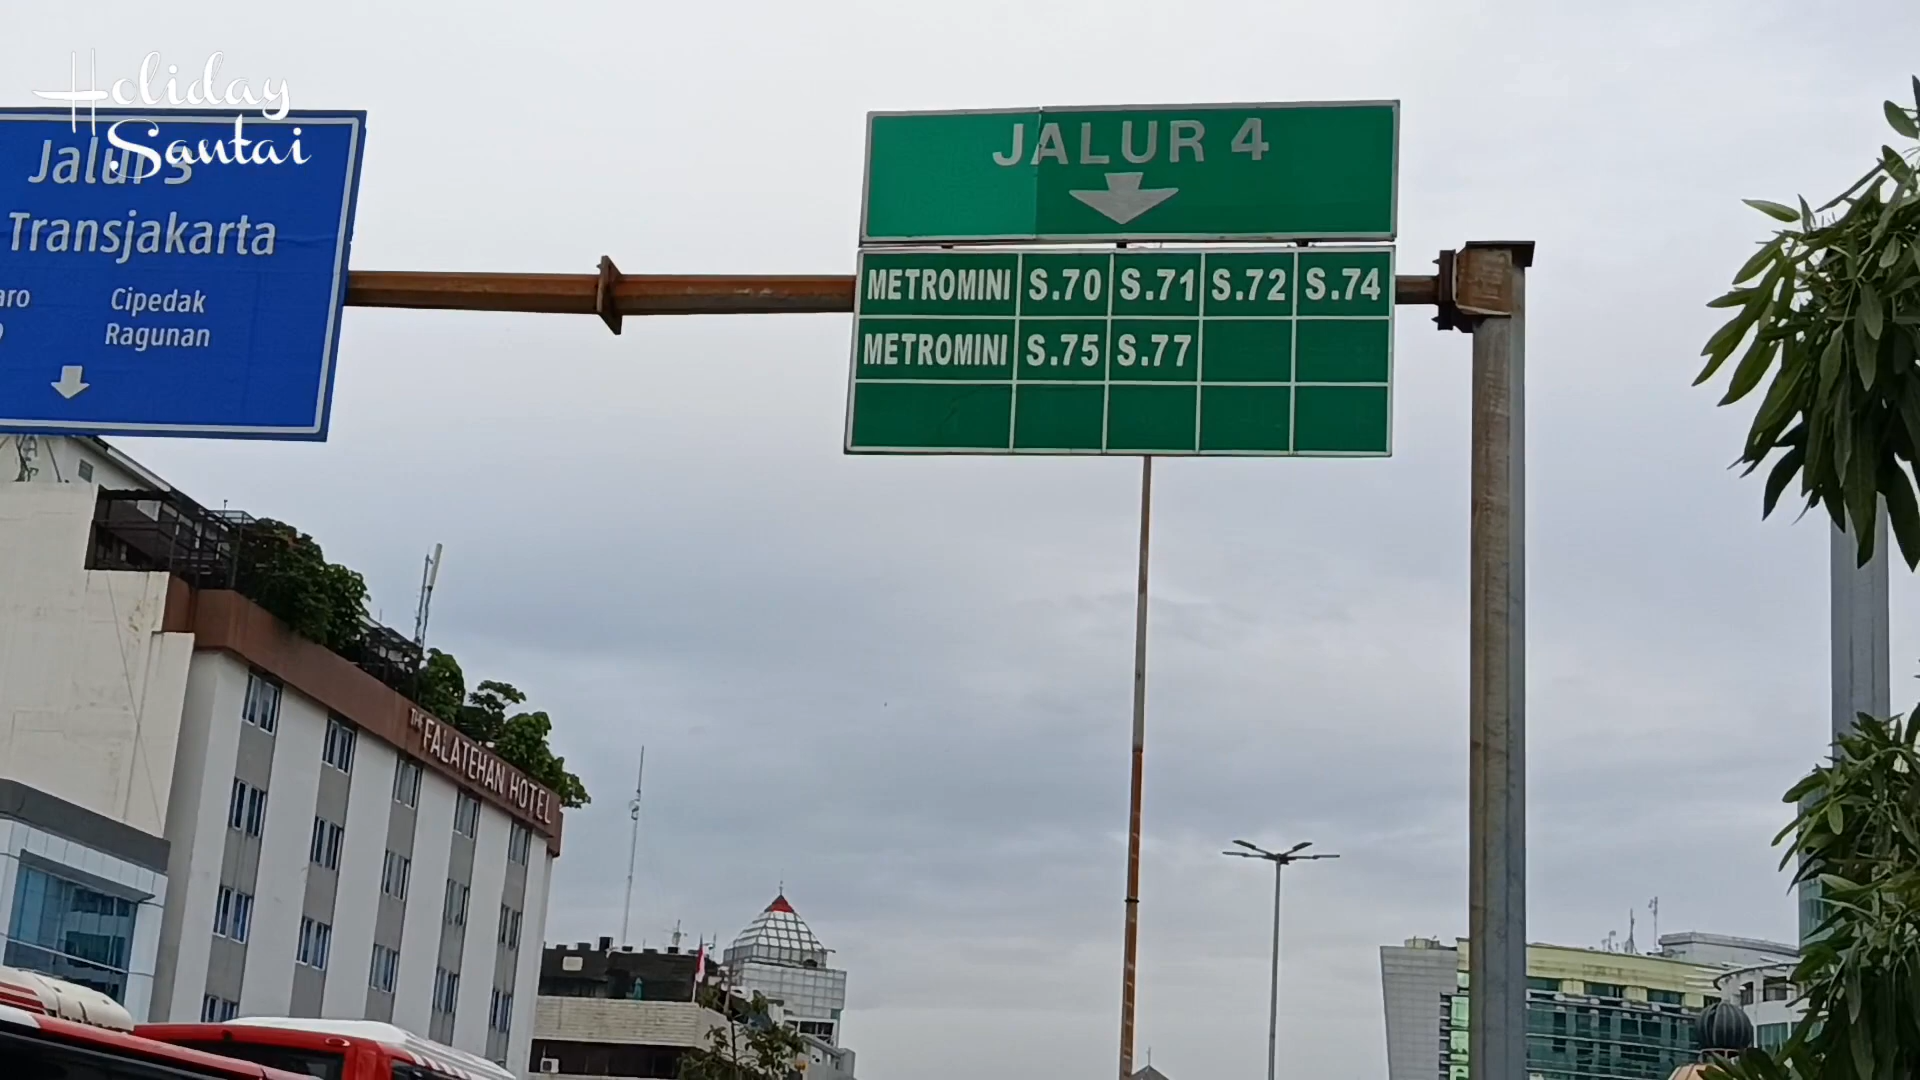 Holiday
Santai
Transjakarta
Cipedak
Ragunan
JALUR 4
METROMINI S.70 S.71 S.72 S.74
METROMINI S.75 S.77
THE FALATEHAN HOTEL